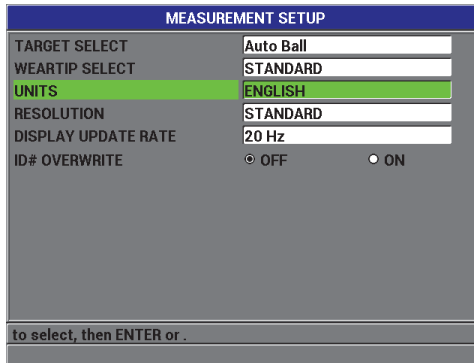 MEASUREMENT SETUP
TARGET SELECT Auto Ball
WEARTIP SELECT STANDARD
UNITS ENGLISH
RESOLUTION STANDARD
DISPLAY UPDATE RATE 20 Hz
ID# OVERWRITE OFF ON
to select, then ENTER or .